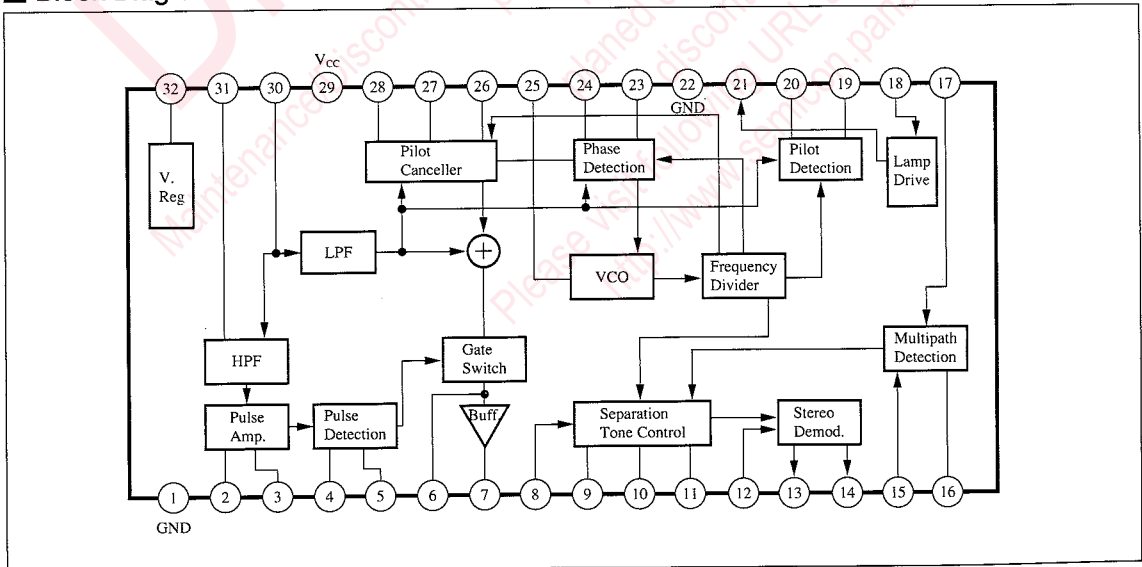 V_CC
32 31 30 29 28 27 26 25 24 23 22 21 20 19 18 17
GND
V.
Reg
Pilot
Canceller
Phase
Detection
Pilot
Detection
Lamp
Drive
LPF
+
VCO
Frequency
Divider
HPF
Gate
Switch
Multipath
Detection
Pulse
Amp.
Pulse
Detection
Buff
Separation
Tone Control
Stereo
Demod.
1 2 3 4 5 6 7 8 9 10 11 12 13 14 15 16
GND